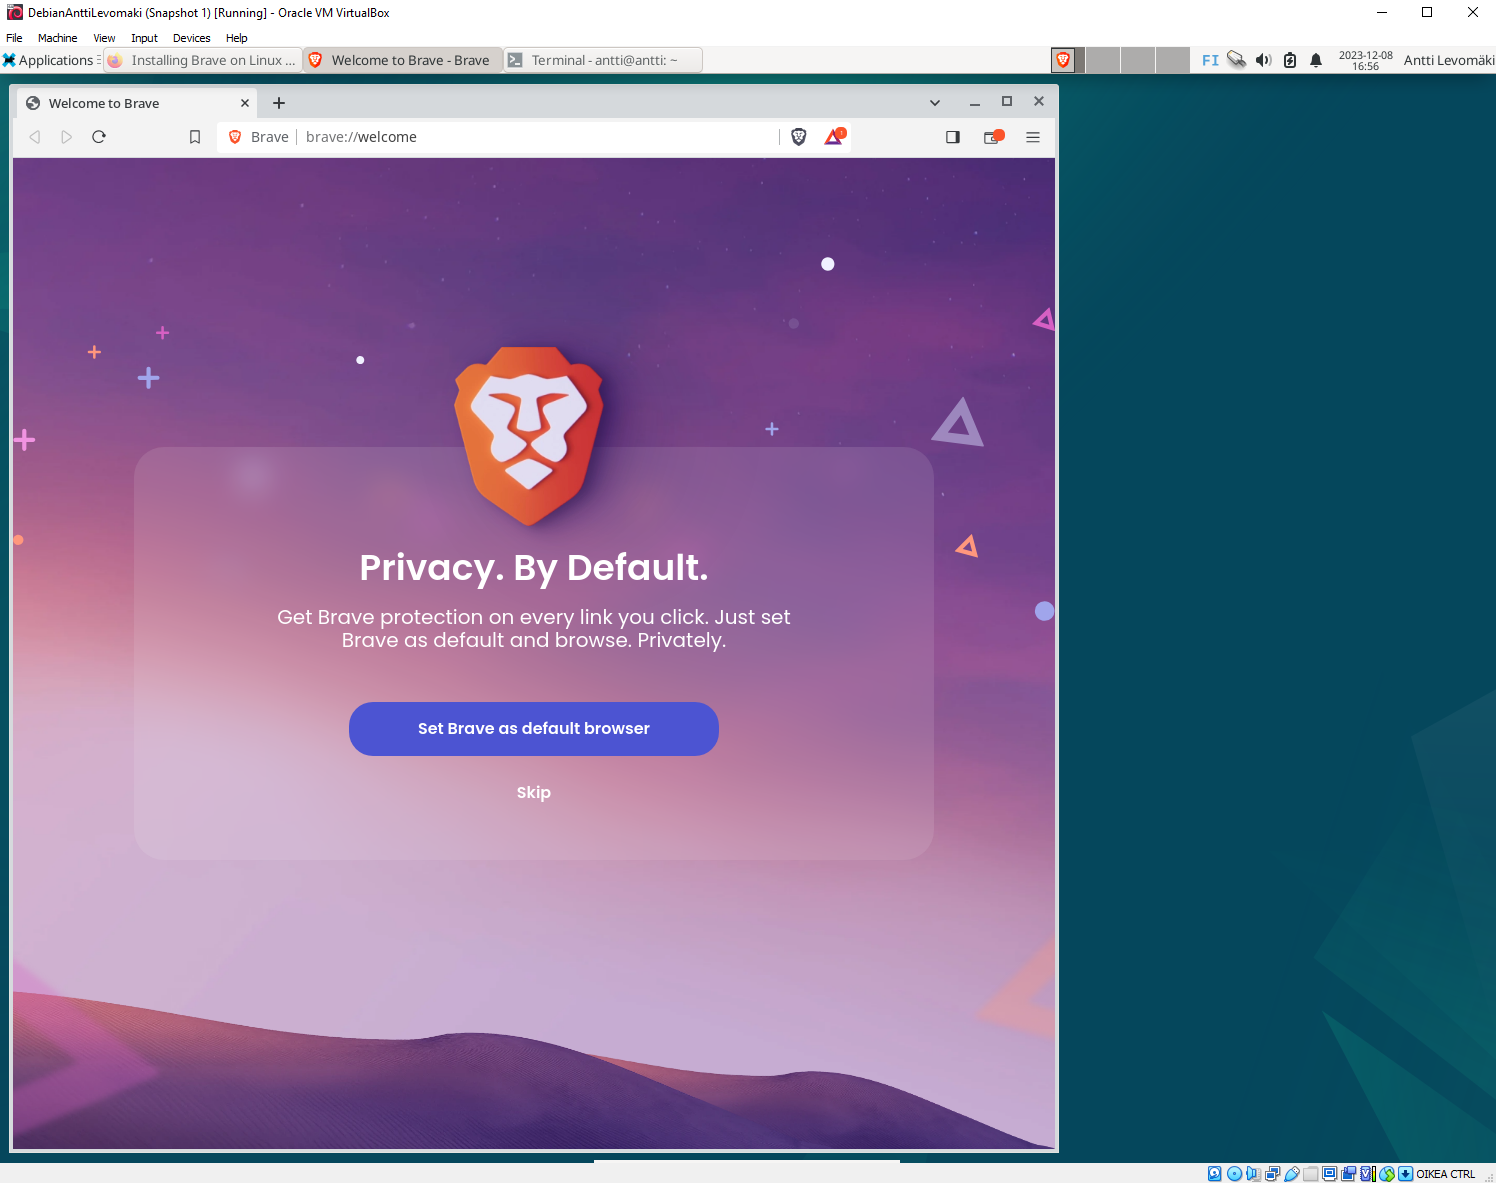 DebianAnttiLevomaki (Snapshot 1) [Running] - Oracle VM VirtualBox
File Machine View Input Devices Help
Applications Installing Brave on Linux ... Welcome to Brave - Brave Terminal - antti@antti: ~ FI 2023-12-08 Antti Levomäki
16:56
Welcome to Brave
Brave brave://welcome
Privacy. By Default.
Get Brave protection on every link you click. Just set
Brave as default and browse. Privately.
Set Brave as default browser
Skip
OIKEA CTRL